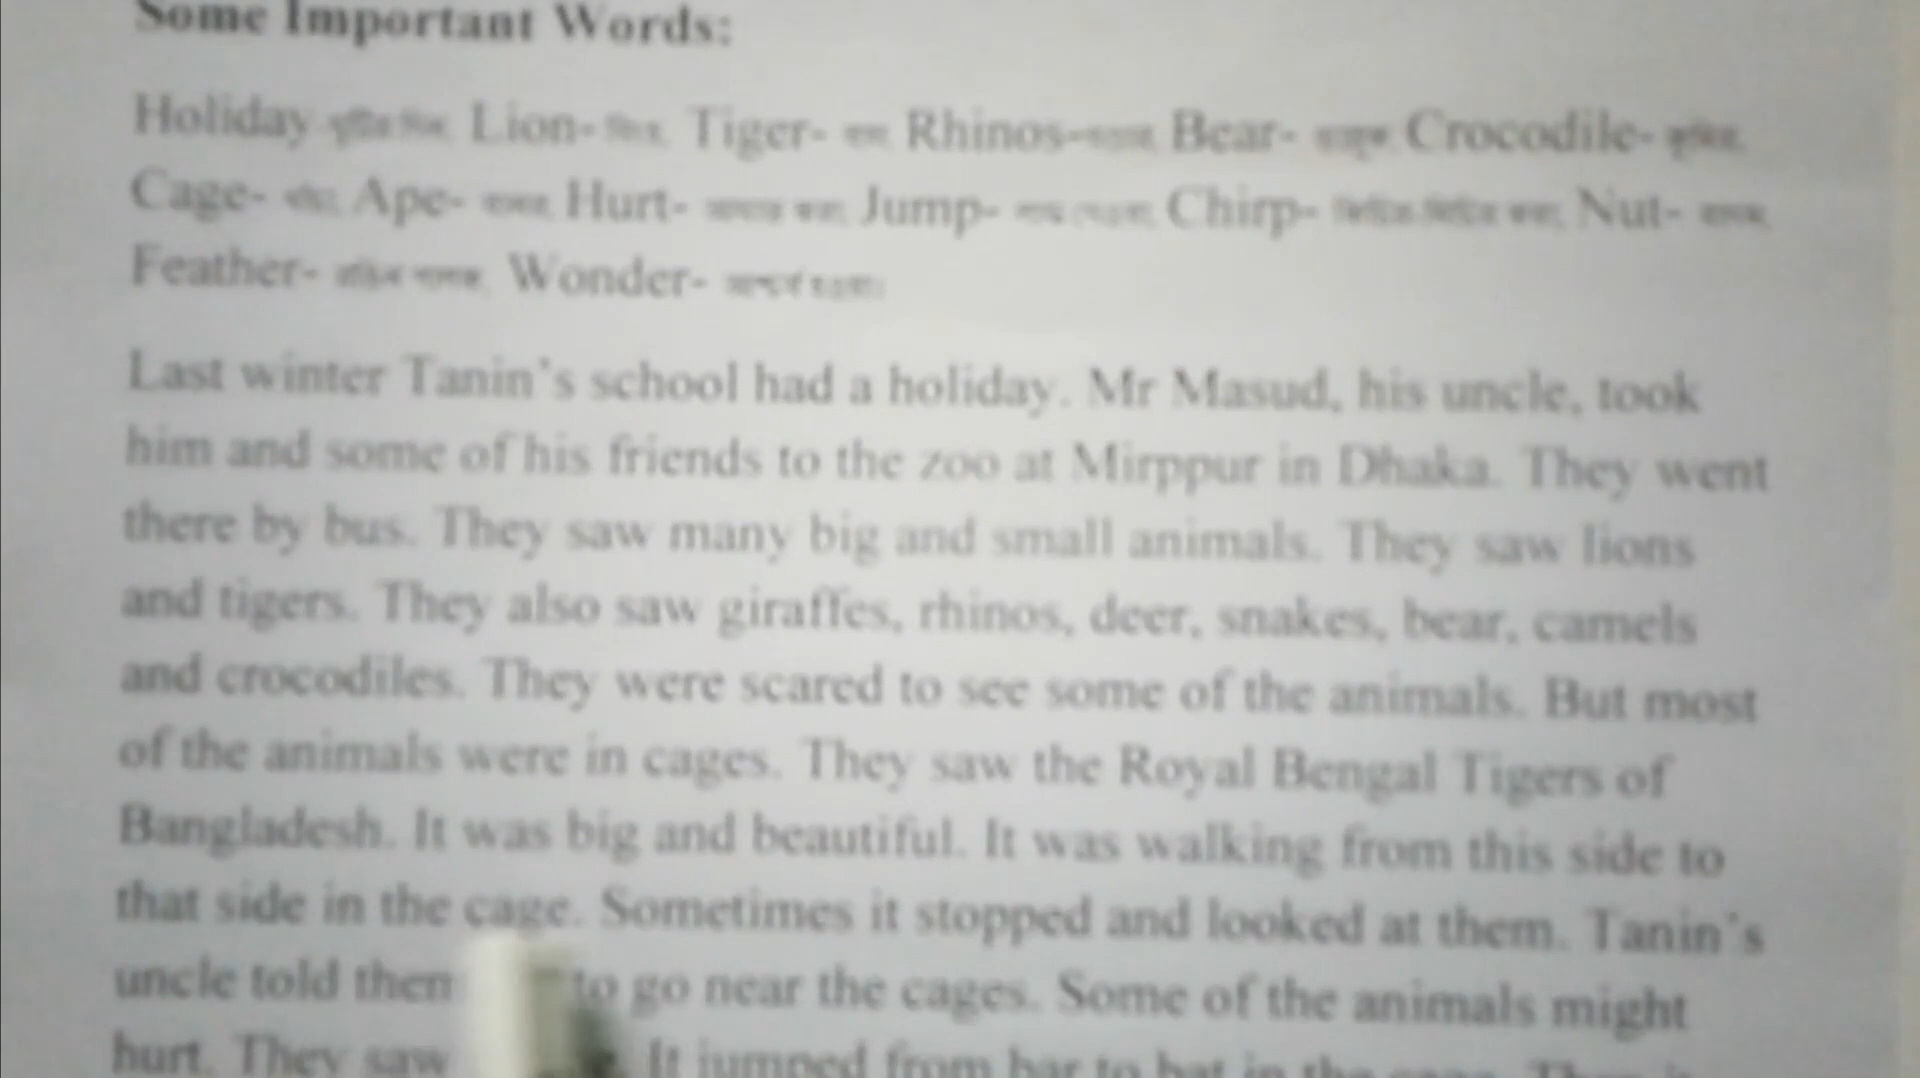 Some Important Words:
Holiday Lion- Tiger- Rhinos- Bear- Crocodile-
Cage- Ape- Hurt- Jump- Chirp- Nut-
Feather- Wonder-
Last winter Tanin's school had a holiday. Mr Masud, his uncle, took
him and some of his friends to the zoo at Mirppur in Dhaka. They went
there by bus. They saw many big and small animals. They saw lions
and tigers. They also saw giraffes, rhinos, deer, snakes, bear, camels
and crocodiles. They were scared to see some of the animals. But most
of the animals were in cages. They saw the Royal Bengal Tigers of
Bangladesh. It was big and beautiful. It was walking from this side to
that side in the cage. Sometimes it stopped and looked at them. Tanin's
uncle told to go near the cages. Some of the animals might
hurt. They saw It jumped from bar to bat in the cage.